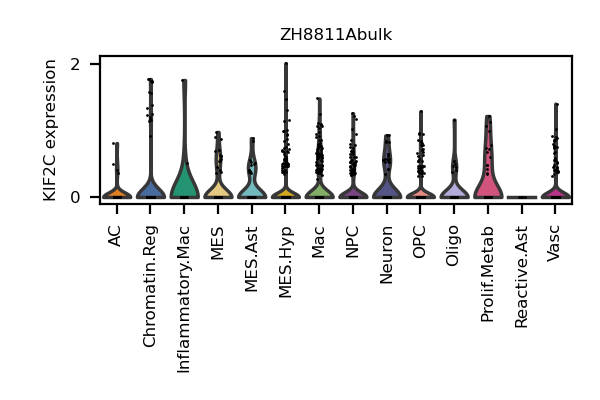 ZH8811Abulk
KIF2C expression
2
0
AC
Chromatin.Reg
Inflammatory.Mac
MES
MES.Ast
MES.Hyp
Mac
NPC
Neuron
OPC
Oligo
Prolif.Metab
Reactive.Ast
Vasc